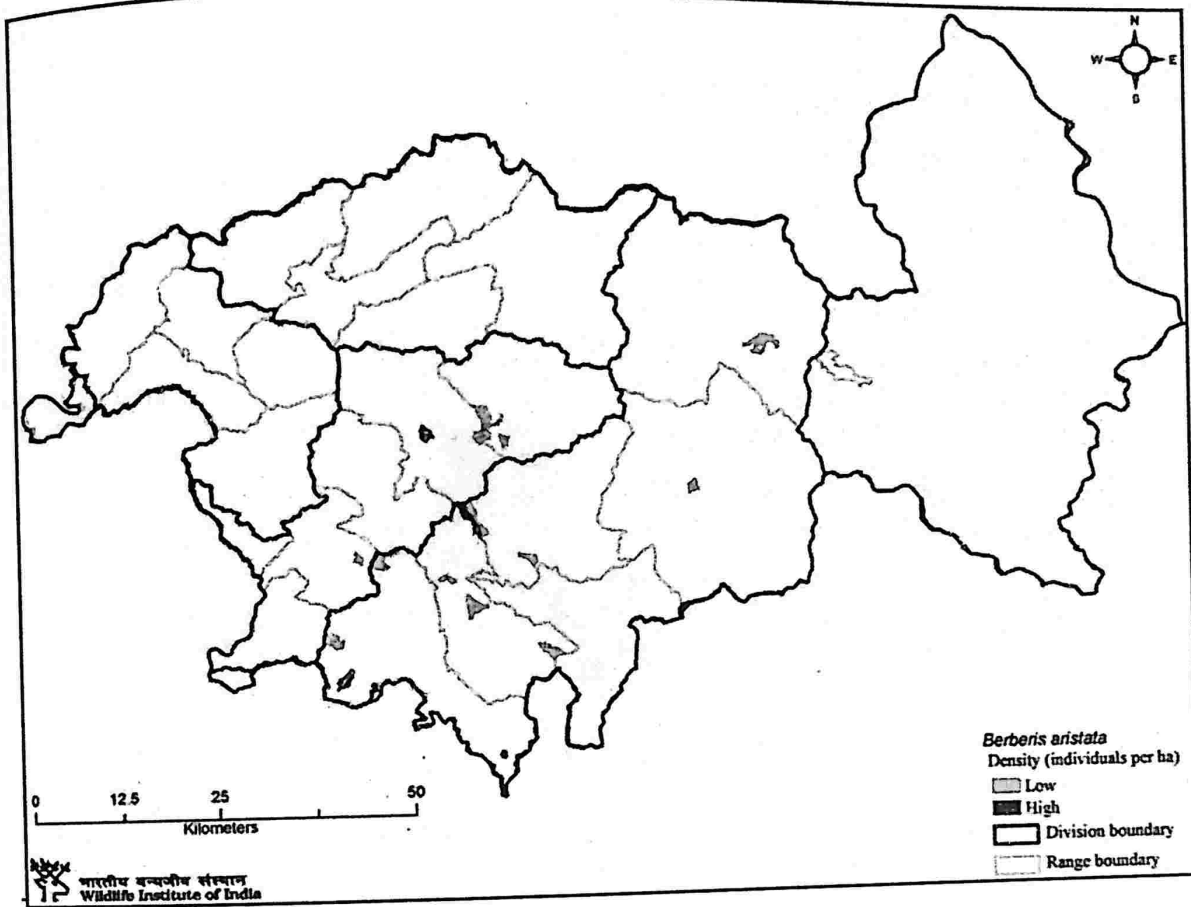 N
W E
S
Berberis aristata
Density (individuals per ha)
Low
High
Division boundary
Range boundary
0 12.5 25 50
Kilometers
भारतीय वन्यजीव संस्थान
Wildlife Institute of India